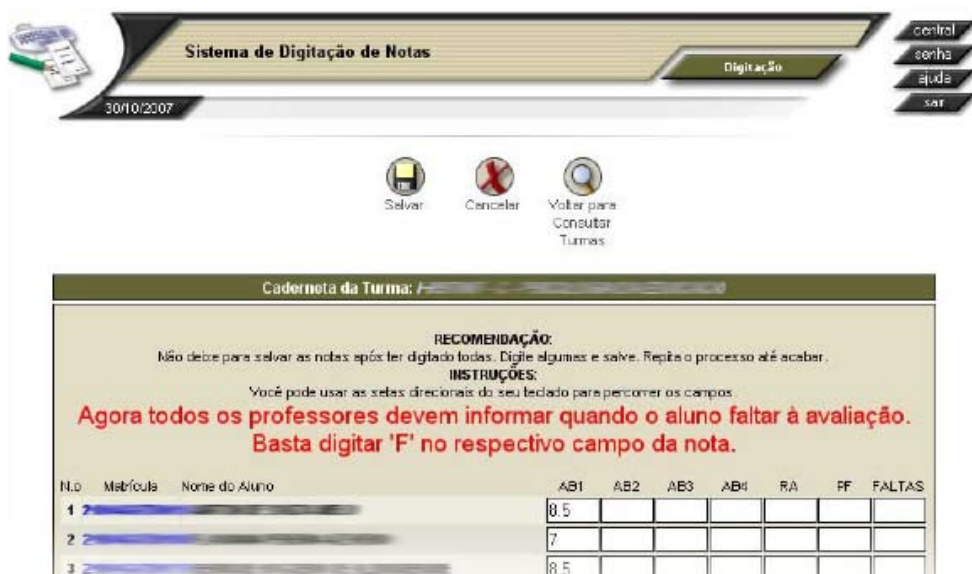 central
Sistema de Digitação de Notas
senha
Digitação
ajuda
30/10/2007
sair
Salvar
Cancelar
Voltar para
Consultar
Turmas
Caderneta da Turma:
RECOMENDAÇÃO:
Não deixe para salvar as notas após ter digitado todas. Digite algumas e salve. Repita o processo até acabar.
INSTRUÇÕES:
Você pode usar as setas direcionais do seu teclado para percorrer os campos.
Agora todos os professores devem informar quando o aluno faltar à avaliação.
Basta digitar 'F' no respectivo campo da nota.
N.o Matrícula Nome do Aluno AB1 AB2 AB3 AB4 RA PF FALTAS
1 2 8.5
2 2 7
3 2 8.5